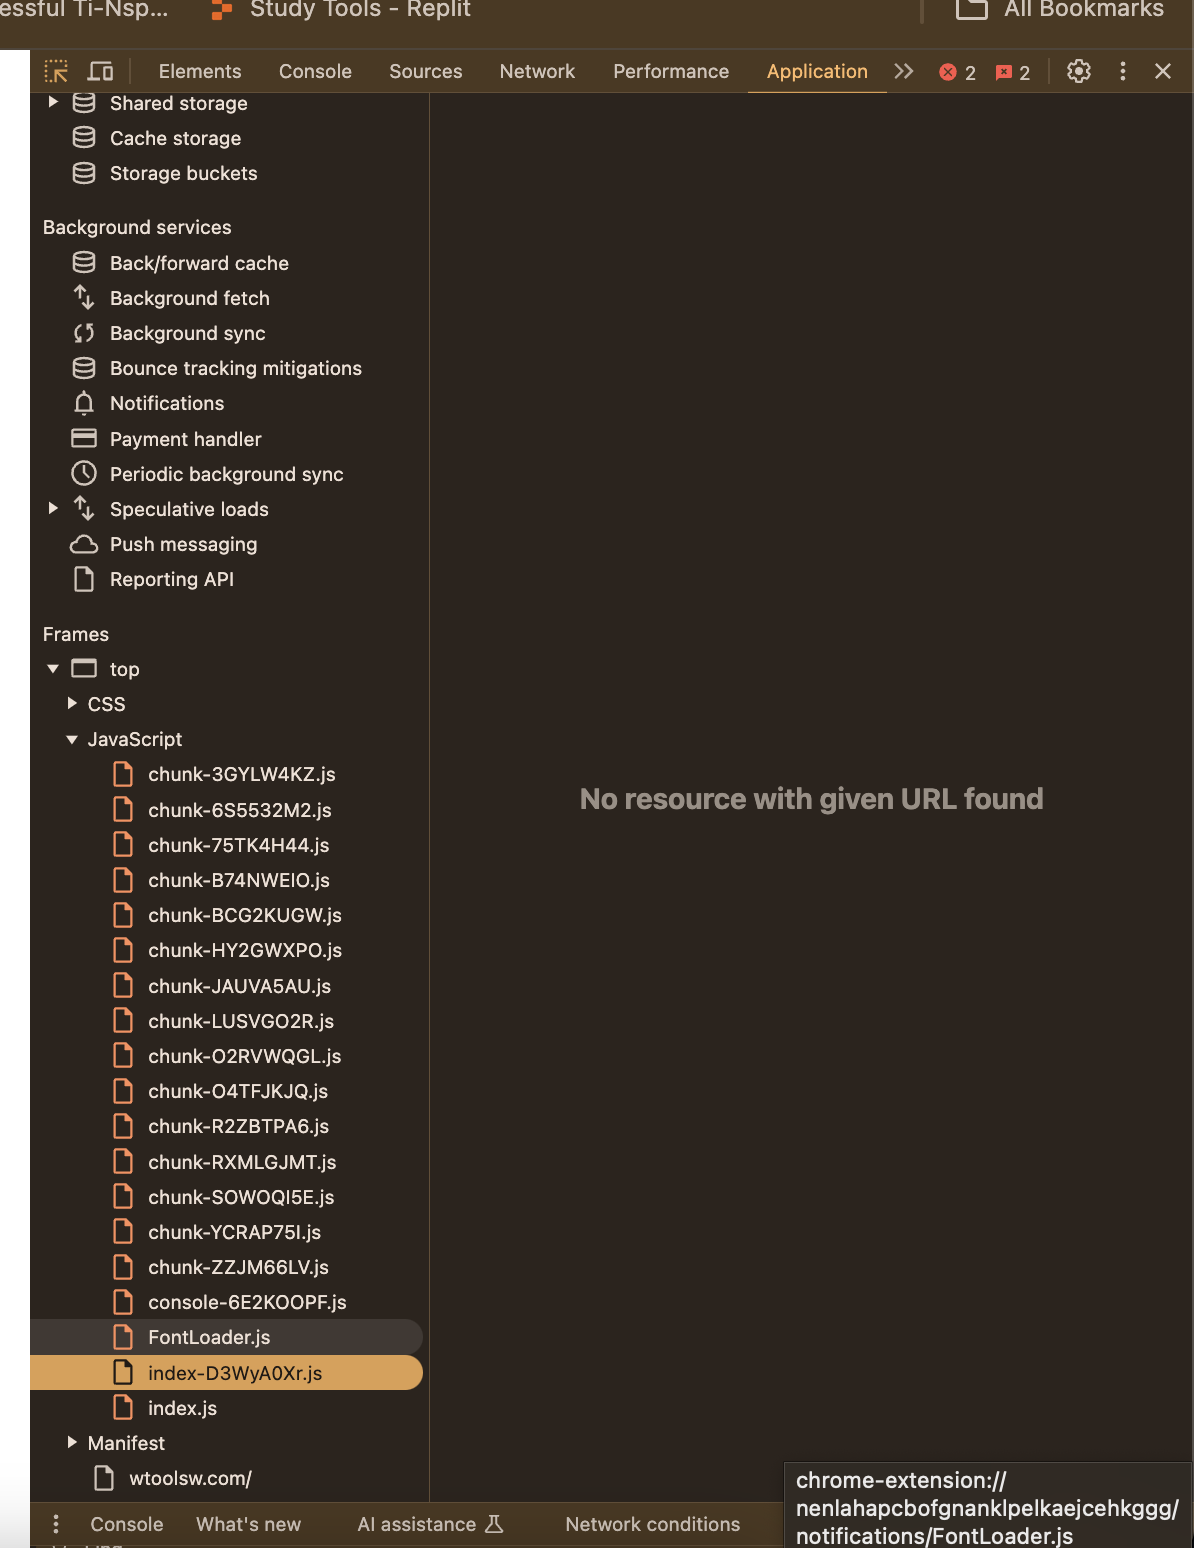 essful Ti-Nsp...
Study Tools - Replit
All Bookmarks
Elements
Console
Sources
Network
Performance
Application
2
2
Shared storage
Cache storage
Storage buckets
Background services
Back/forward cache
Background fetch
Background sync
Bounce tracking mitigations
Notifications
Payment handler
Periodic background sync
Speculative loads
Push messaging
Reporting API
Frames
top
CSS
JavaScript
chunk-3GYLW4KZ.js
chunk-6S5532M2.js
chunk-75TK4H44.js
chunk-B74NWEIO.js
chunk-BCG2KUGW.js
chunk-HY2GWXPO.js
chunk-JAUVA5AU.js
chunk-LUSVGO2R.js
chunk-O2RVWQGL.js
chunk-O4TFJKJQ.js
chunk-R2ZBTPA6.js
chunk-RXMLGJMT.js
chunk-SOWOQI5E.js
chunk-YCRAP75I.js
chunk-ZZJM66LV.js
console-6E2KOOPF.js
FontLoader.js
index-D3WyA0Xr.js
index.js
Manifest
wtoolsw.com/
No resource with given URL found
chrome-extension://
nenlahapcbofgnanklpelkaejcehkggg/
notifications/FontLoader.js
Console
What's new
AI assistance
Network conditions